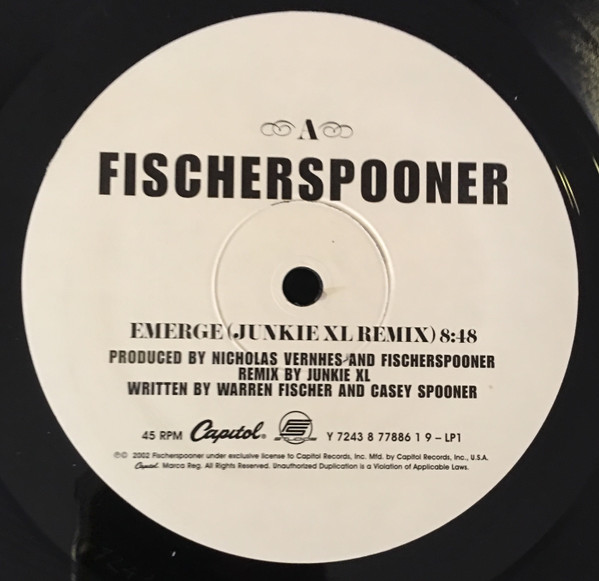 A
FISCHERSPOONER
EMERGE (JUNKIE XL REMIX) 8:48
PRODUCED BY NICHOLAS VERNHES AND FISCHERSPOONER
REMIX BY JUNKIE XL
WRITTEN BY WARREN FISCHER AND CASEY SPOONER
45 RPM Capitol® Y 7243 8 77886 1 9 – LP1
℗© 2002 Fischerspooner under exclusive license to Capitol Records, Inc. Mfd. by Capitol Records, Inc., U.S.A.
Capitol. Marca Reg. All Rights Reserved. Unauthorized Duplication is a Violation of Applicable Laws.